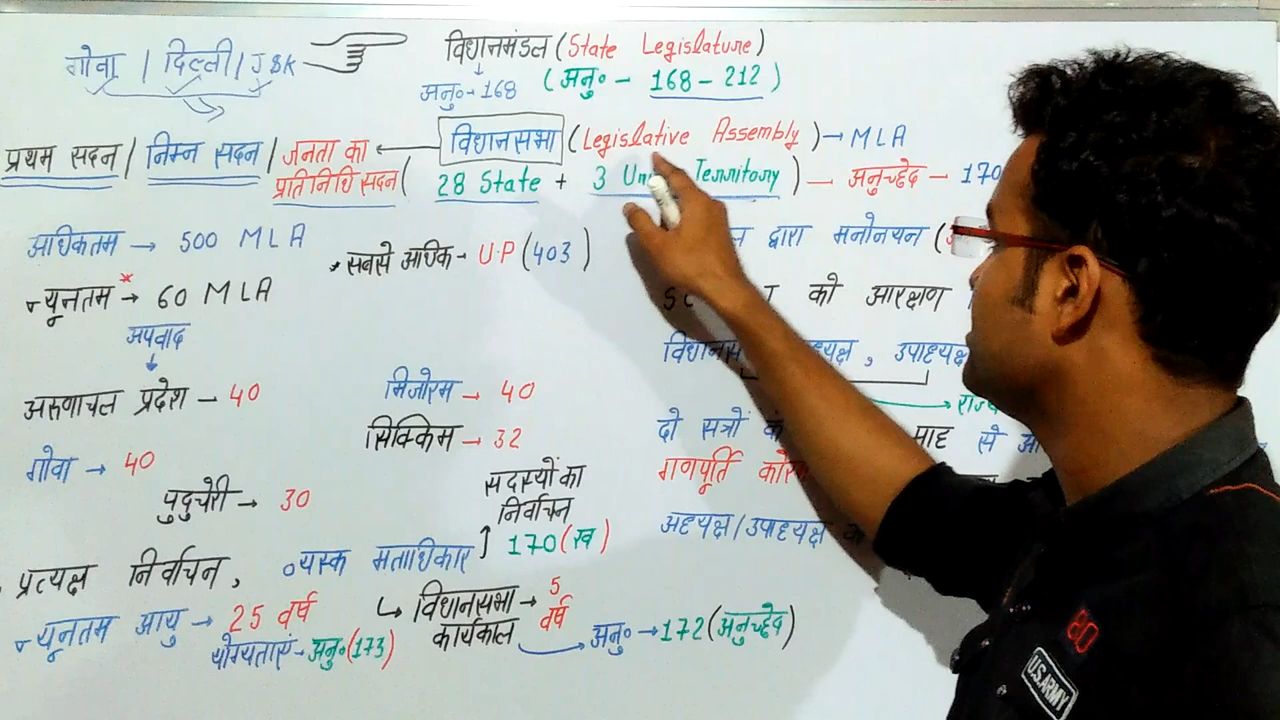 गोवा / दिल्ली / J&K
विधानमंडल (State Legislature)
अनु०-168 (अनु० - 168 - 212)
प्रथम सदन / निम्न सदन / जनता का प्रतिनिधि सदन
विधानसभा (Legislative Assembly) → MLA
(28 State + 3 Territory) — अनुच्छेद - 170
अधिकतम → 500 MLA
* सबसे अधिक - U.P (403)
द्वारा मनोनयन (
न्यूनतम * → 60 MLA
को आरक्षण
अपवाद
उपाध्यक्ष
अरुणाचल प्रदेश - 40
मिजोरम → 40
सिक्किम → 32
दो सत्रों
माह से
गोवा → 40
गणपूर्ति
पुदुचेरी → 30
सदस्यों का निर्वाचन
170 (ख)
अध्यक्ष/उपाध्यक्ष
प्रत्यक्ष निर्वाचन, वयस्क मताधिकार
न्यूनतम आयु → 25 वर्ष
योग्यताएं - अनु० (173)
विधानसभा → 5 वर्ष
कार्यकाल
अनु० → 172 (अनुच्छेद)
U.S. ARMY